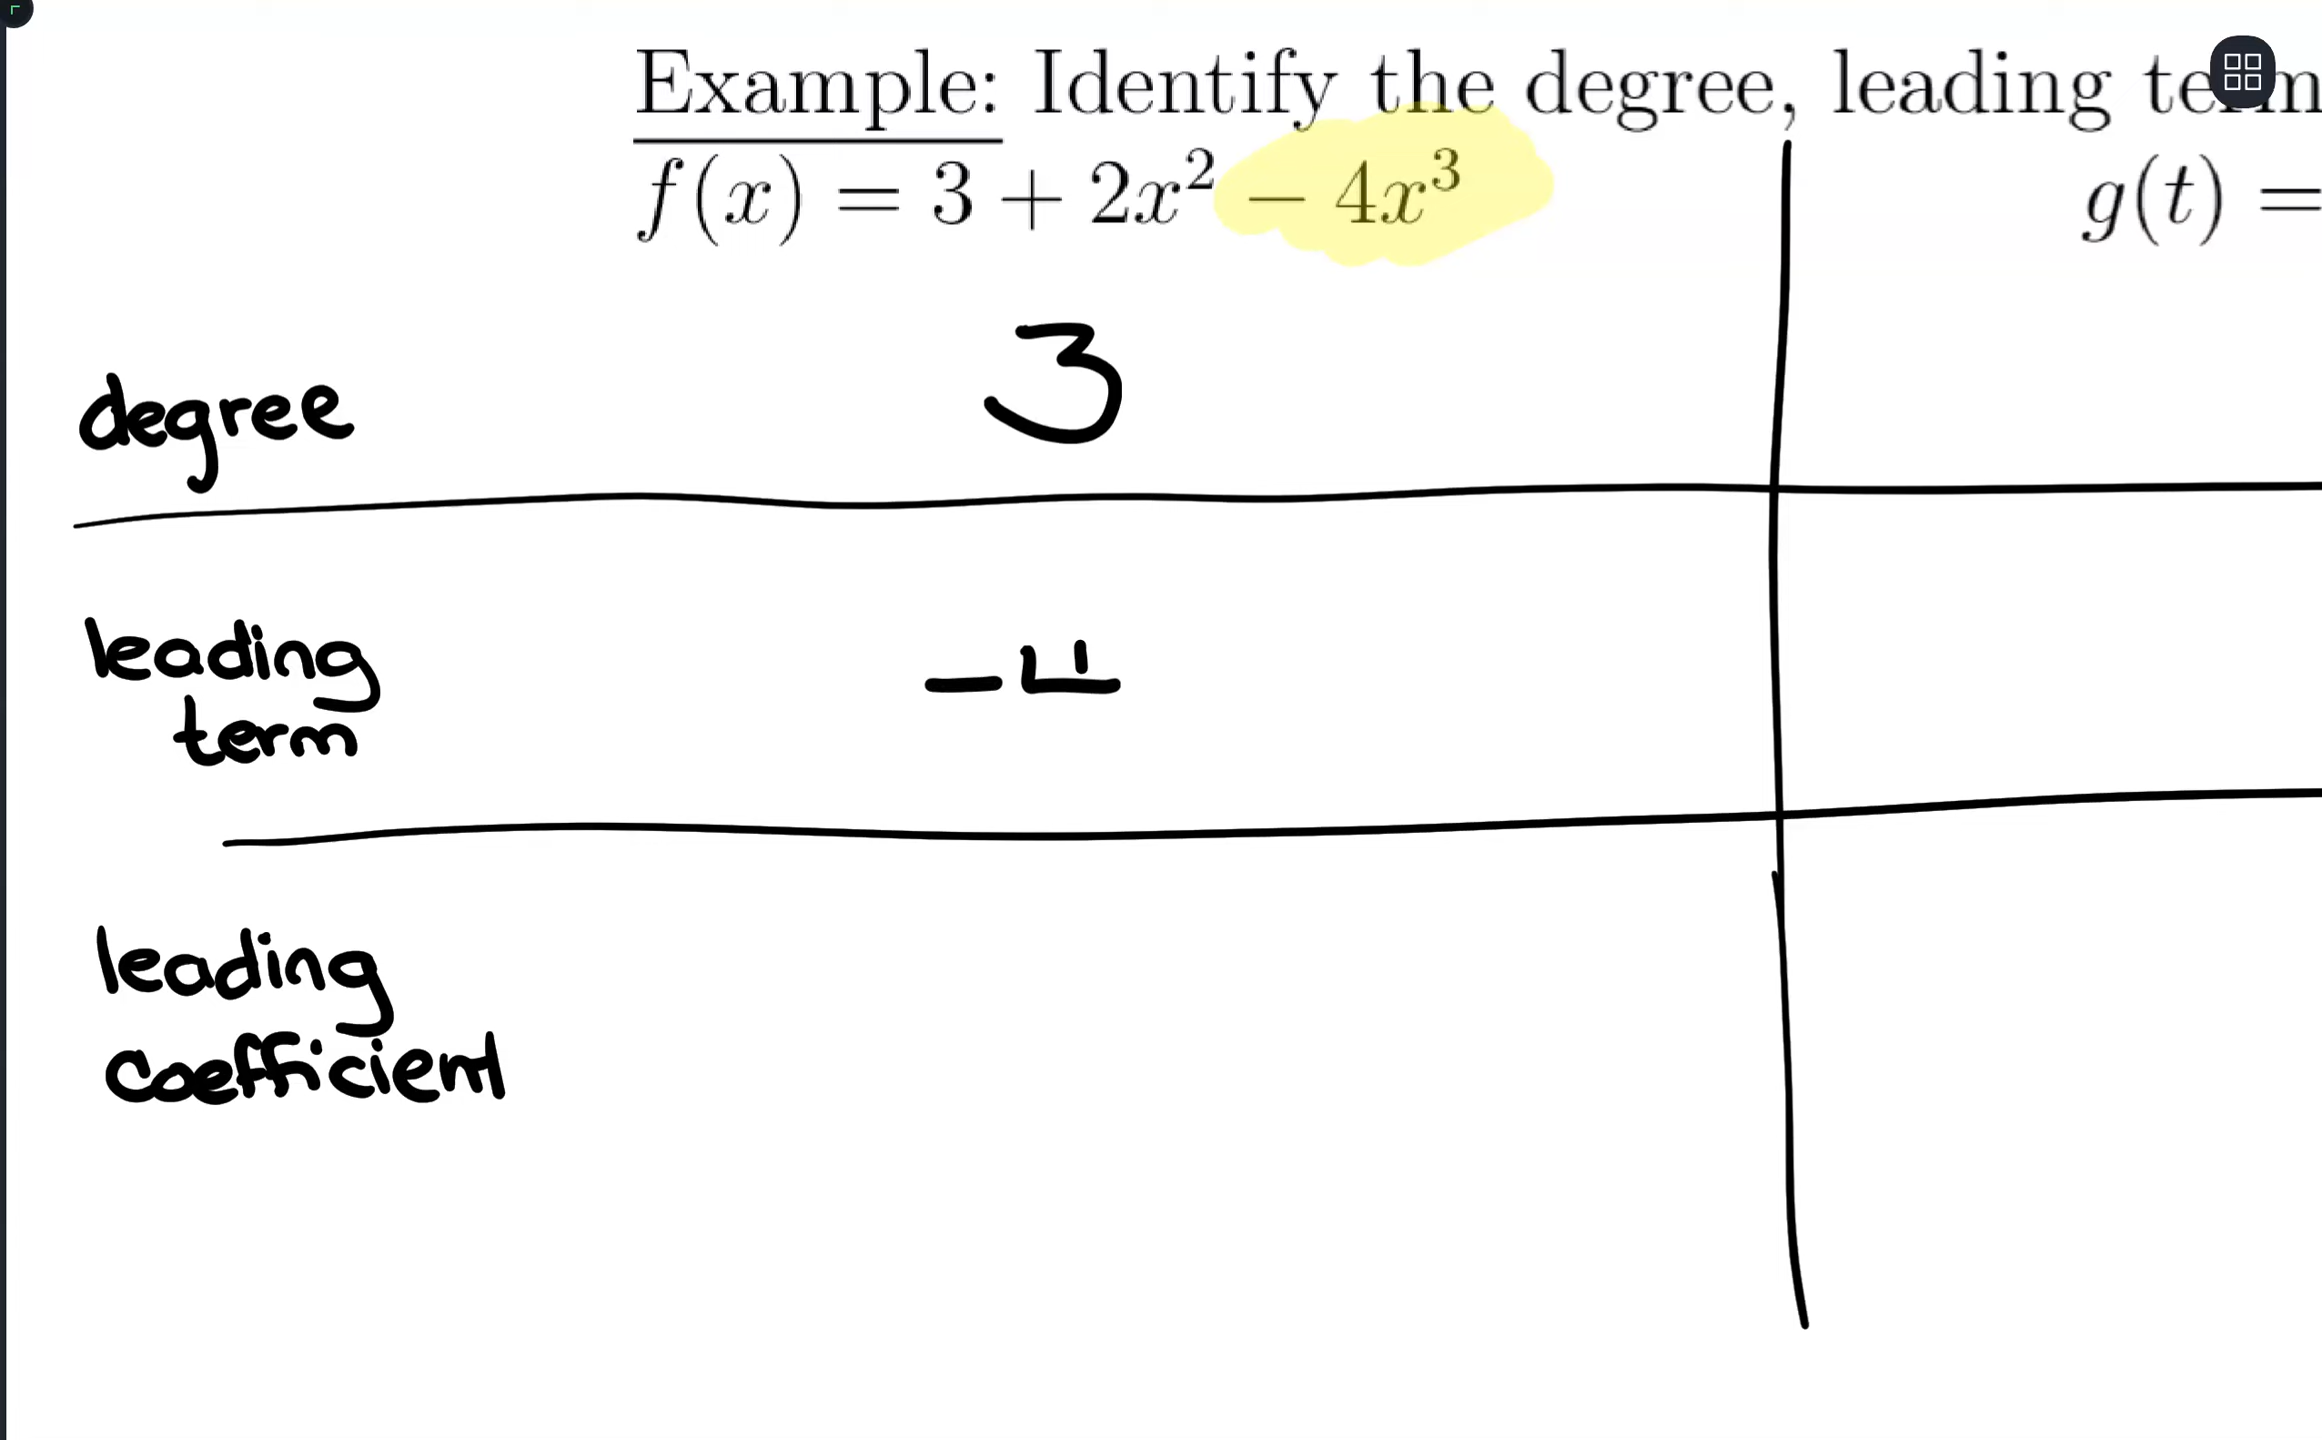 Example: Identify the degree, leading term
f(x) = 3 + 2x² − 4x³
g(t) =
degree
3
leading
term
−4
leading
coefficient